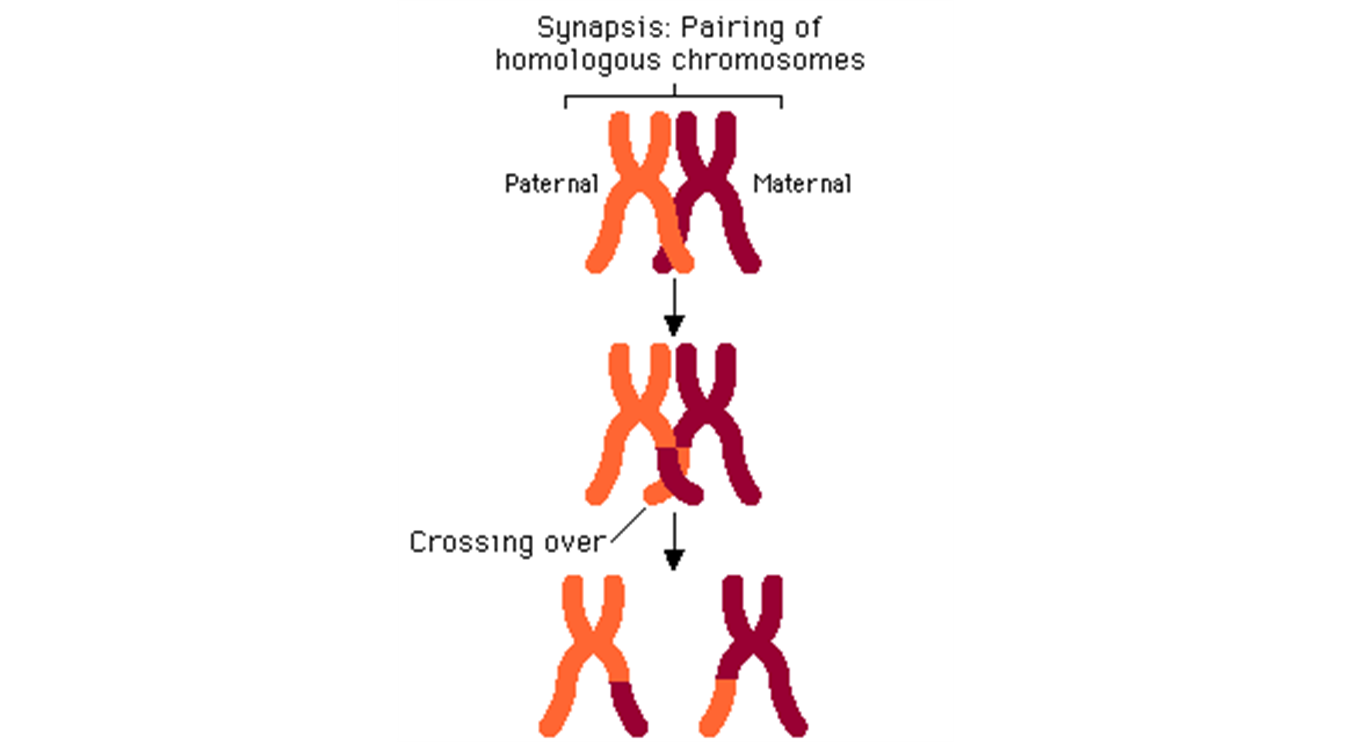 Synapsis: Pairing of
homologous chromosomes
Paternal
Maternal
Crossing over